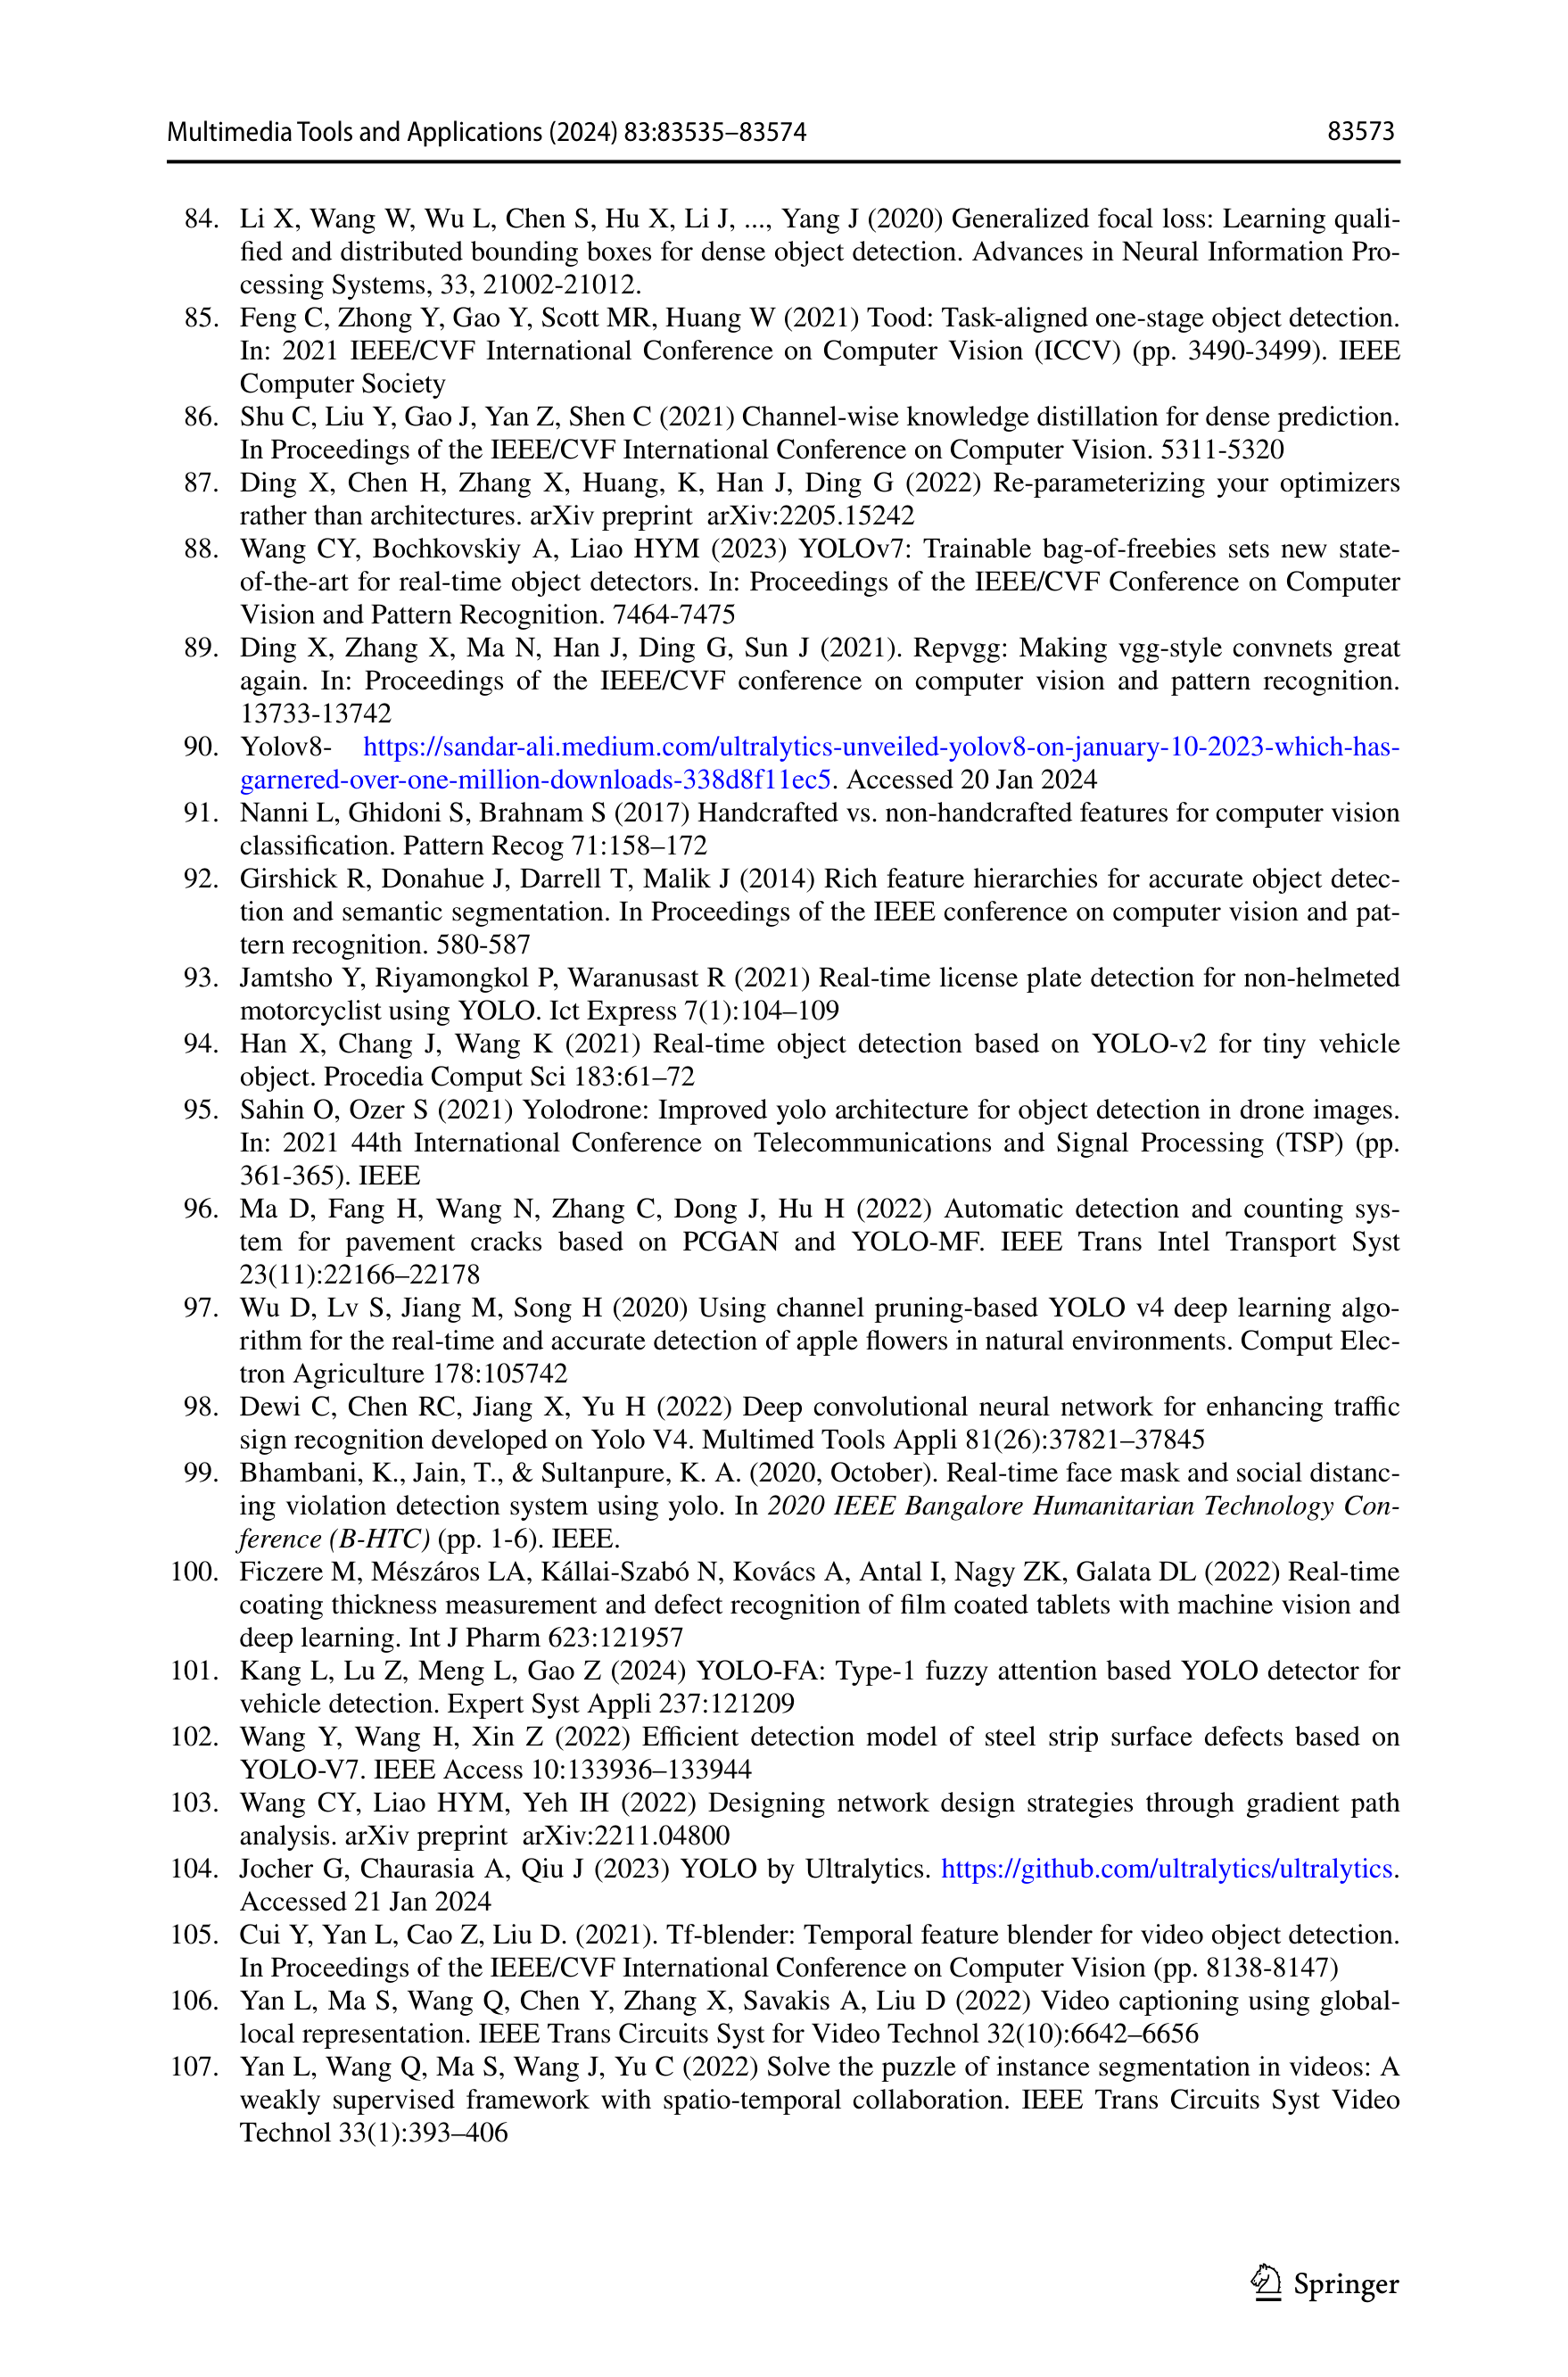 Multimedia Tools and Applications (2024) 83:83535–83574 83573
84. Li X, Wang W, Wu L, Chen S, Hu X, Li J, ..., Yang J (2020) Generalized focal loss: Learning quali-
fied and distributed bounding boxes for dense object detection. Advances in Neural Information Pro-
cessing Systems, 33, 21002-21012.
85. Feng C, Zhong Y, Gao Y, Scott MR, Huang W (2021) Tood: Task-aligned one-stage object detection.
In: 2021 IEEE/CVF International Conference on Computer Vision (ICCV) (pp. 3490-3499). IEEE
Computer Society
86. Shu C, Liu Y, Gao J, Yan Z, Shen C (2021) Channel-wise knowledge distillation for dense prediction.
In Proceedings of the IEEE/CVF International Conference on Computer Vision. 5311-5320
87. Ding X, Chen H, Zhang X, Huang, K, Han J, Ding G (2022) Re-parameterizing your optimizers
rather than architectures. arXiv preprint arXiv:2205.15242
88. Wang CY, Bochkovskiy A, Liao HYM (2023) YOLOv7: Trainable bag-of-freebies sets new state-
of-the-art for real-time object detectors. In: Proceedings of the IEEE/CVF Conference on Computer
Vision and Pattern Recognition. 7464-7475
89. Ding X, Zhang X, Ma N, Han J, Ding G, Sun J (2021). Repvgg: Making vgg-style convnets great
again. In: Proceedings of the IEEE/CVF conference on computer vision and pattern recognition.
13733-13742
90. Yolov8- https://sandar-ali.medium.com/ultralytics-unveiled-yolov8-on-january-10-2023-which-has-
garnered-over-one-million-downloads-338d8f11ec5. Accessed 20 Jan 2024
91. Nanni L, Ghidoni S, Brahnam S (2017) Handcrafted vs. non-handcrafted features for computer vision
classification. Pattern Recog 71:158–172
92. Girshick R, Donahue J, Darrell T, Malik J (2014) Rich feature hierarchies for accurate object detec-
tion and semantic segmentation. In Proceedings of the IEEE conference on computer vision and pat-
tern recognition. 580-587
93. Jamtsho Y, Riyamongkol P, Waranusast R (2021) Real-time license plate detection for non-helmeted
motorcyclist using YOLO. Ict Express 7(1):104–109
94. Han X, Chang J, Wang K (2021) Real-time object detection based on YOLO-v2 for tiny vehicle
object. Procedia Comput Sci 183:61–72
95. Sahin O, Ozer S (2021) Yolodrone: Improved yolo architecture for object detection in drone images.
In: 2021 44th International Conference on Telecommunications and Signal Processing (TSP) (pp.
361-365). IEEE
96. Ma D, Fang H, Wang N, Zhang C, Dong J, Hu H (2022) Automatic detection and counting sys-
tem for pavement cracks based on PCGAN and YOLO-MF. IEEE Trans Intel Transport Syst
23(11):22166–22178
97. Wu D, Lv S, Jiang M, Song H (2020) Using channel pruning-based YOLO v4 deep learning algo-
rithm for the real-time and accurate detection of apple flowers in natural environments. Comput Elec-
tron Agriculture 178:105742
98. Dewi C, Chen RC, Jiang X, Yu H (2022) Deep convolutional neural network for enhancing traffic
sign recognition developed on Yolo V4. Multimed Tools Appli 81(26):37821–37845
99. Bhambani, K., Jain, T., & Sultanpure, K. A. (2020, October). Real-time face mask and social distanc-
ing violation detection system using yolo. In 2020 IEEE Bangalore Humanitarian Technology Con-
ference (B-HTC) (pp. 1-6). IEEE.
100. Ficzere M, Mészáros LA, Kállai-Szabó N, Kovács A, Antal I, Nagy ZK, Galata DL (2022) Real-time
coating thickness measurement and defect recognition of film coated tablets with machine vision and
deep learning. Int J Pharm 623:121957
101. Kang L, Lu Z, Meng L, Gao Z (2024) YOLO-FA: Type-1 fuzzy attention based YOLO detector for
vehicle detection. Expert Syst Appli 237:121209
102. Wang Y, Wang H, Xin Z (2022) Efficient detection model of steel strip surface defects based on
YOLO-V7. IEEE Access 10:133936–133944
103. Wang CY, Liao HYM, Yeh IH (2022) Designing network design strategies through gradient path
analysis. arXiv preprint arXiv:2211.04800
104. Jocher G, Chaurasia A, Qiu J (2023) YOLO by Ultralytics. https://github.com/ultralytics/ultralytics.
Accessed 21 Jan 2024
105. Cui Y, Yan L, Cao Z, Liu D. (2021). Tf-blender: Temporal feature blender for video object detection.
In Proceedings of the IEEE/CVF International Conference on Computer Vision (pp. 8138-8147)
106. Yan L, Ma S, Wang Q, Chen Y, Zhang X, Savakis A, Liu D (2022) Video captioning using global-
local representation. IEEE Trans Circuits Syst for Video Technol 32(10):6642–6656
107. Yan L, Wang Q, Ma S, Wang J, Yu C (2022) Solve the puzzle of instance segmentation in videos: A
weakly supervised framework with spatio-temporal collaboration. IEEE Trans Circuits Syst Video
Technol 33(1):393–406
Springer